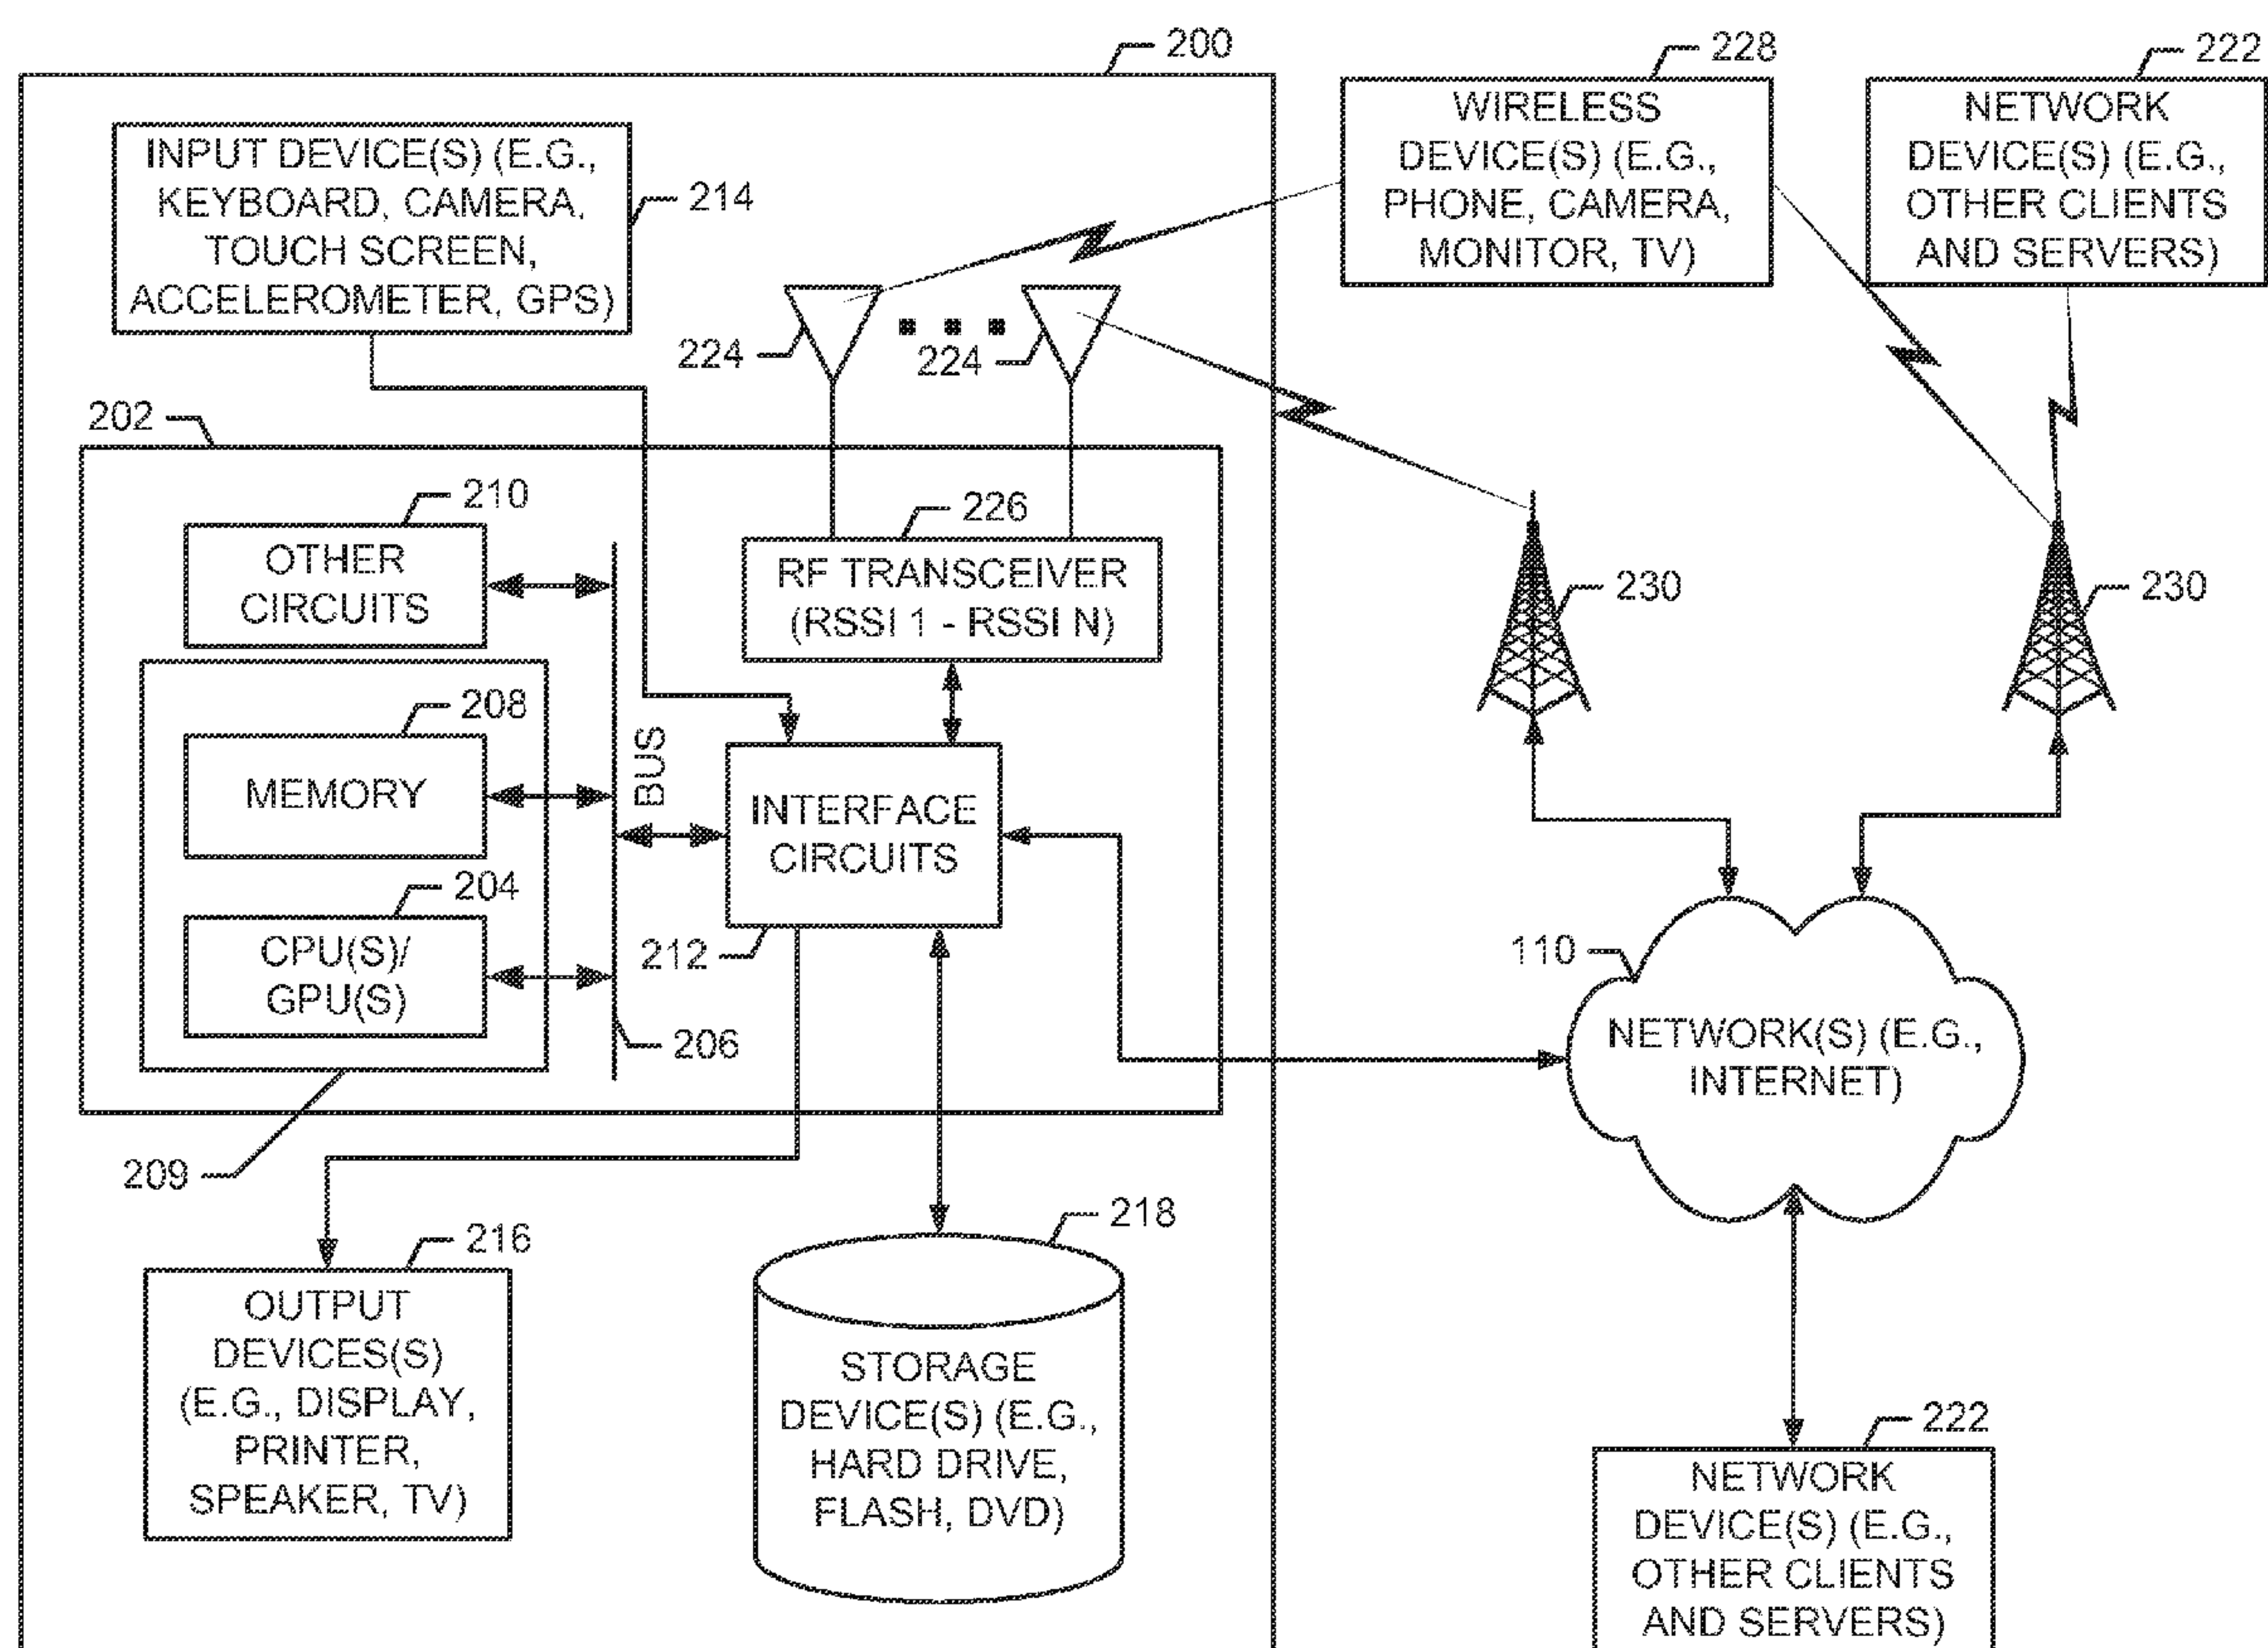 200
228
222
INPUT DEVICE(S) (E.G.,
KEYBOARD, CAMERA,
TOUCH SCREEN,
ACCELEROMETER, GPS)
214
WIRELESS
DEVICE(S) (E.G.,
PHONE, CAMERA,
MONITOR, TV)
NETWORK
DEVICE(S) (E.G.,
OTHER CLIENTS
AND SERVERS)
224
224
202
210
OTHER
CIRCUITS
226
RF TRANSCEIVER
(RSSI 1 - RSSI N)
230
230
208
MEMORY
BUS
INTERFACE
CIRCUITS
204
CPU(S)/
GPU(S)
212
206
110
NETWORK(S) (E.G.,
INTERNET)
209
216
OUTPUT
DEVICES(S)
(E.G., DISPLAY,
PRINTER,
SPEAKER, TV)
218
STORAGE
DEVICE(S) (E.G.,
HARD DRIVE,
FLASH, DVD)
222
NETWORK
DEVICE(S) (E.G.,
OTHER CLIENTS
AND SERVERS)